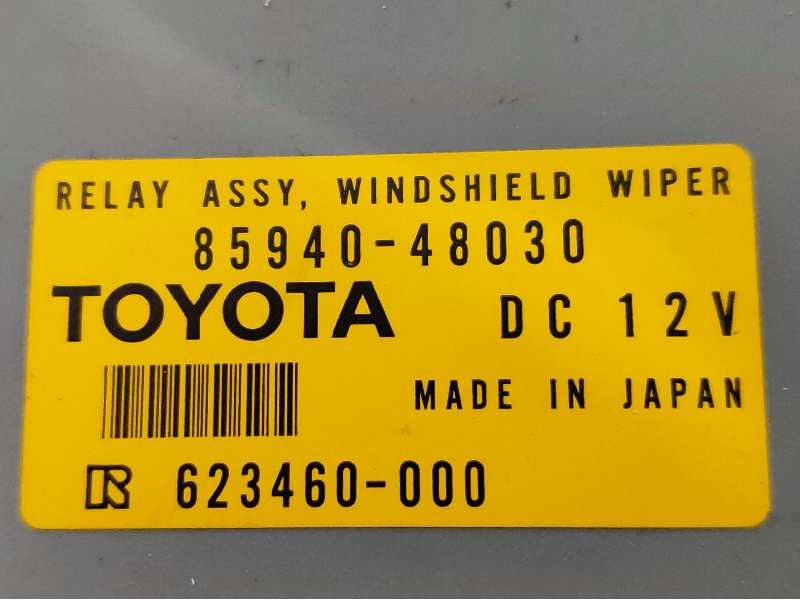 RELAY ASSY, WINDSHIELD WIPER
85940-48030
TOYOTA DC 12V
MADE IN JAPAN
R 623460-000